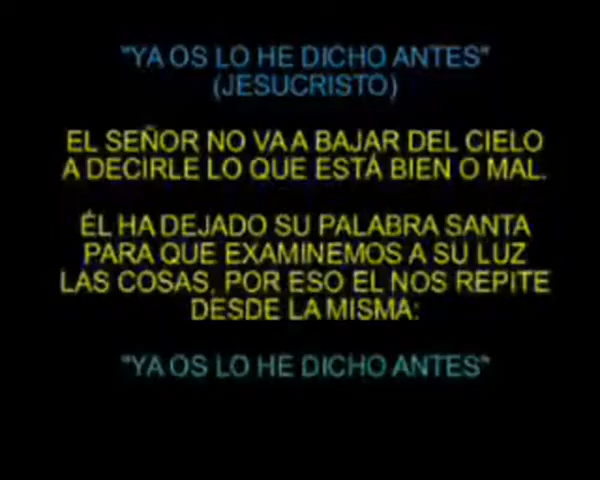 "YA OS LO HE DICHO ANTES"
(JESUCRISTO)
EL SEÑOR NO VA A BAJAR DEL CIELO
A DECIRLE LO QUE ESTÁ BIEN O MAL.
ÉL HA DEJADO SU PALABRA SANTA
PARA QUE EXAMINEMOS A SU LUZ
LAS COSAS, POR ESO EL NOS REPITE
DESDE LA MISMA:
"YA OS LO HE DICHO ANTES"